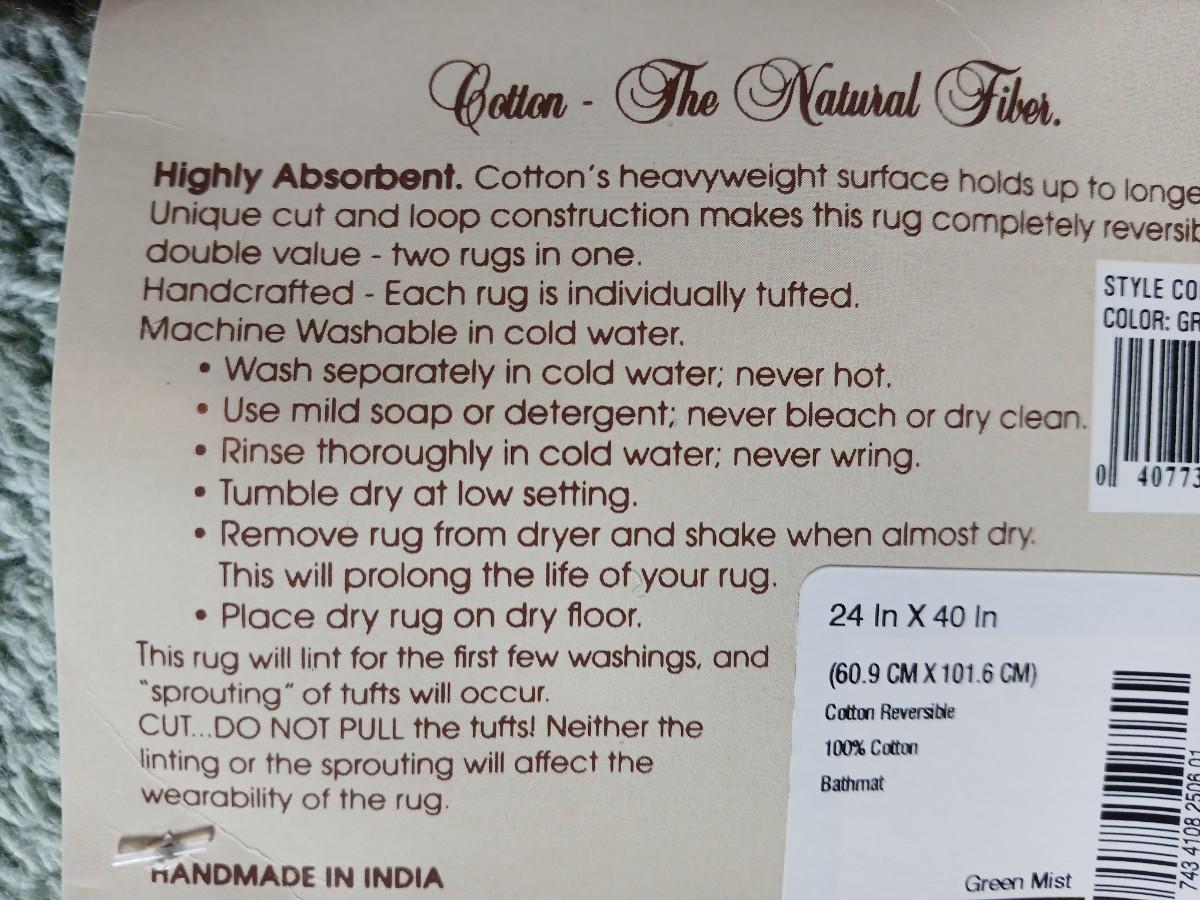 Cotton - The Natural Fiber.
Highly Absorbent. Cotton's heavyweight surface holds up to
Unique cut and loop construction makes this rug completely
double value - two rugs in one.
Handcrafted - Each rug is individually tufted.
Machine Washable in cold water.
• Wash separately in cold water; never hot.
• Use mild soap or detergent; never bleach or dry clean.
• Rinse thoroughly in cold water; never wring.
• Tumble dry at low setting.
• Remove rug from dryer and shake when almost dry.
This will prolong the life of your rug.
• Place dry rug on dry floor.
This rug will lint for the first few washings, and
"sprouting" of tufts will occur.
CUT...DO NOT PULL the tufts! Neither the
linting or the sprouting will affect the
wearability of the rug.
HANDMADE IN INDIA
STYLE
COLOR:
0 40773
24 In X 40 In
(60.9 CM X 101.6 CM)
Cotton Reversible
100% Cotton
Bathmat
Green Mist
743 4108 2506 01